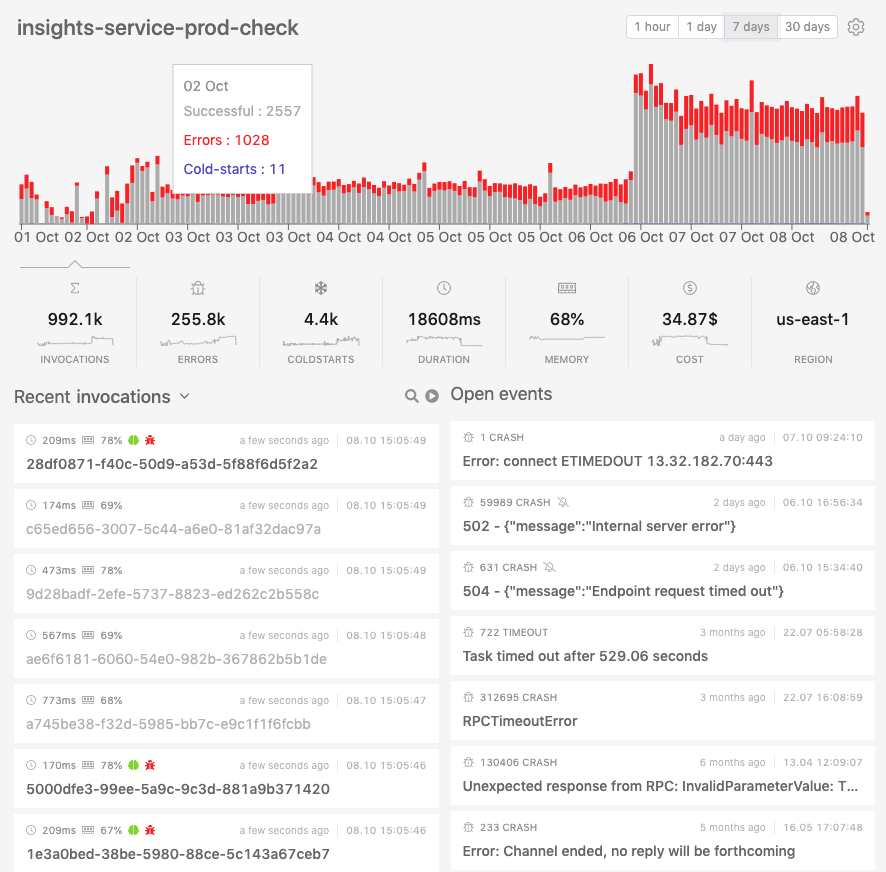 insights-service-prod-check
1 hour 1 day 7 days 30 days
02 Oct
Successful : 2557
Errors : 1028
Cold-starts : 11
01 Oct 02 Oct 02 Oct 03 Oct 03 Oct 03 Oct 04 Oct 04 Oct 05 Oct 05 Oct 06 Oct 06 Oct 06 Oct 07 Oct 07 Oct 08 Oct 08 Oct
992.1k 255.8k 4.4k 18608ms 68% 34.87$ us-east-1
INVOCATIONS ERRORS COLDSTARTS DURATION MEMORY COST REGION
Recent invocations
209ms 78% a few seconds ago 08.10 15:05:49
28df0871-f40c-50d9-a53d-5f88f6d5f2a2
174ms 69% a few seconds ago 08.10 15:05:49
c65ed656-3007-5c44-a6e0-81af32dac97a
473ms 78% a few seconds ago 08.10 15:05:49
9d28badf-2efe-5737-8823-ed262c2b558c
567ms 69% a few seconds ago 08.10 15:05:48
ae6f6181-6060-54e0-982b-367862b5b1de
773ms 68% a few seconds ago 08.10 15:05:47
a745be38-f32d-5985-bb7c-e9c1f1f6fcbb
170ms 78% a few seconds ago 08.10 15:05:46
5000dfe3-99ee-5a9c-9c3d-881a9b371420
209ms 67% a few seconds ago 08.10 15:05:46
1e3a0bed-38be-5980-88ce-5c143a67ceb7
Open events
1 CRASH a day ago 07.10 09:24:10
Error: connect ETIMEDOUT 13.32.182.70:443
59989 CRASH 2 days ago 06.10 16:56:34
502 - {"message":"Internal server error"}
631 CRASH 2 days ago 06.10 15:34:40
504 - {"message":"Endpoint request timed out"}
722 TIMEOUT 3 months ago 22.07 05:58:28
Task timed out after 529.06 seconds
312695 CRASH 3 months ago 22.07 16:08:59
RPCTimeoutError
130406 CRASH 6 months ago 13.04 12:09:07
Unexpected response from RPC: InvalidParameterValue: T...
233 CRASH 5 months ago 16.05 17:07:48
Error: Channel ended, no reply will be forthcoming